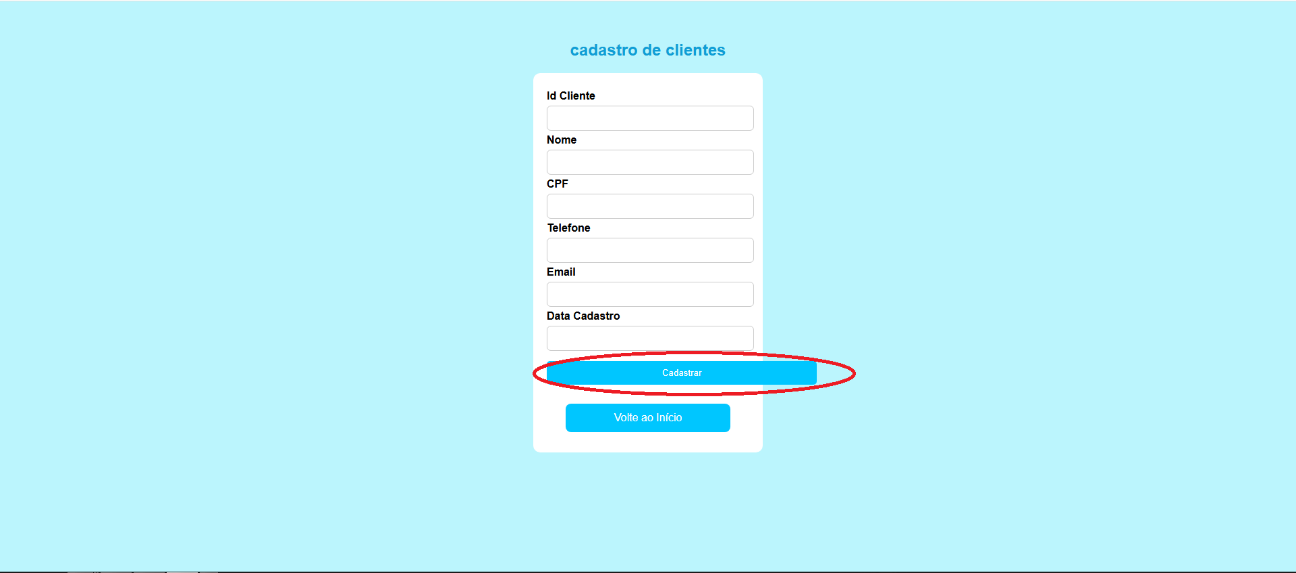 cadastro de clientes
Id Cliente
Nome
CPF
Telefone
Email
Data Cadastro
Cadastrar
Volte ao Início